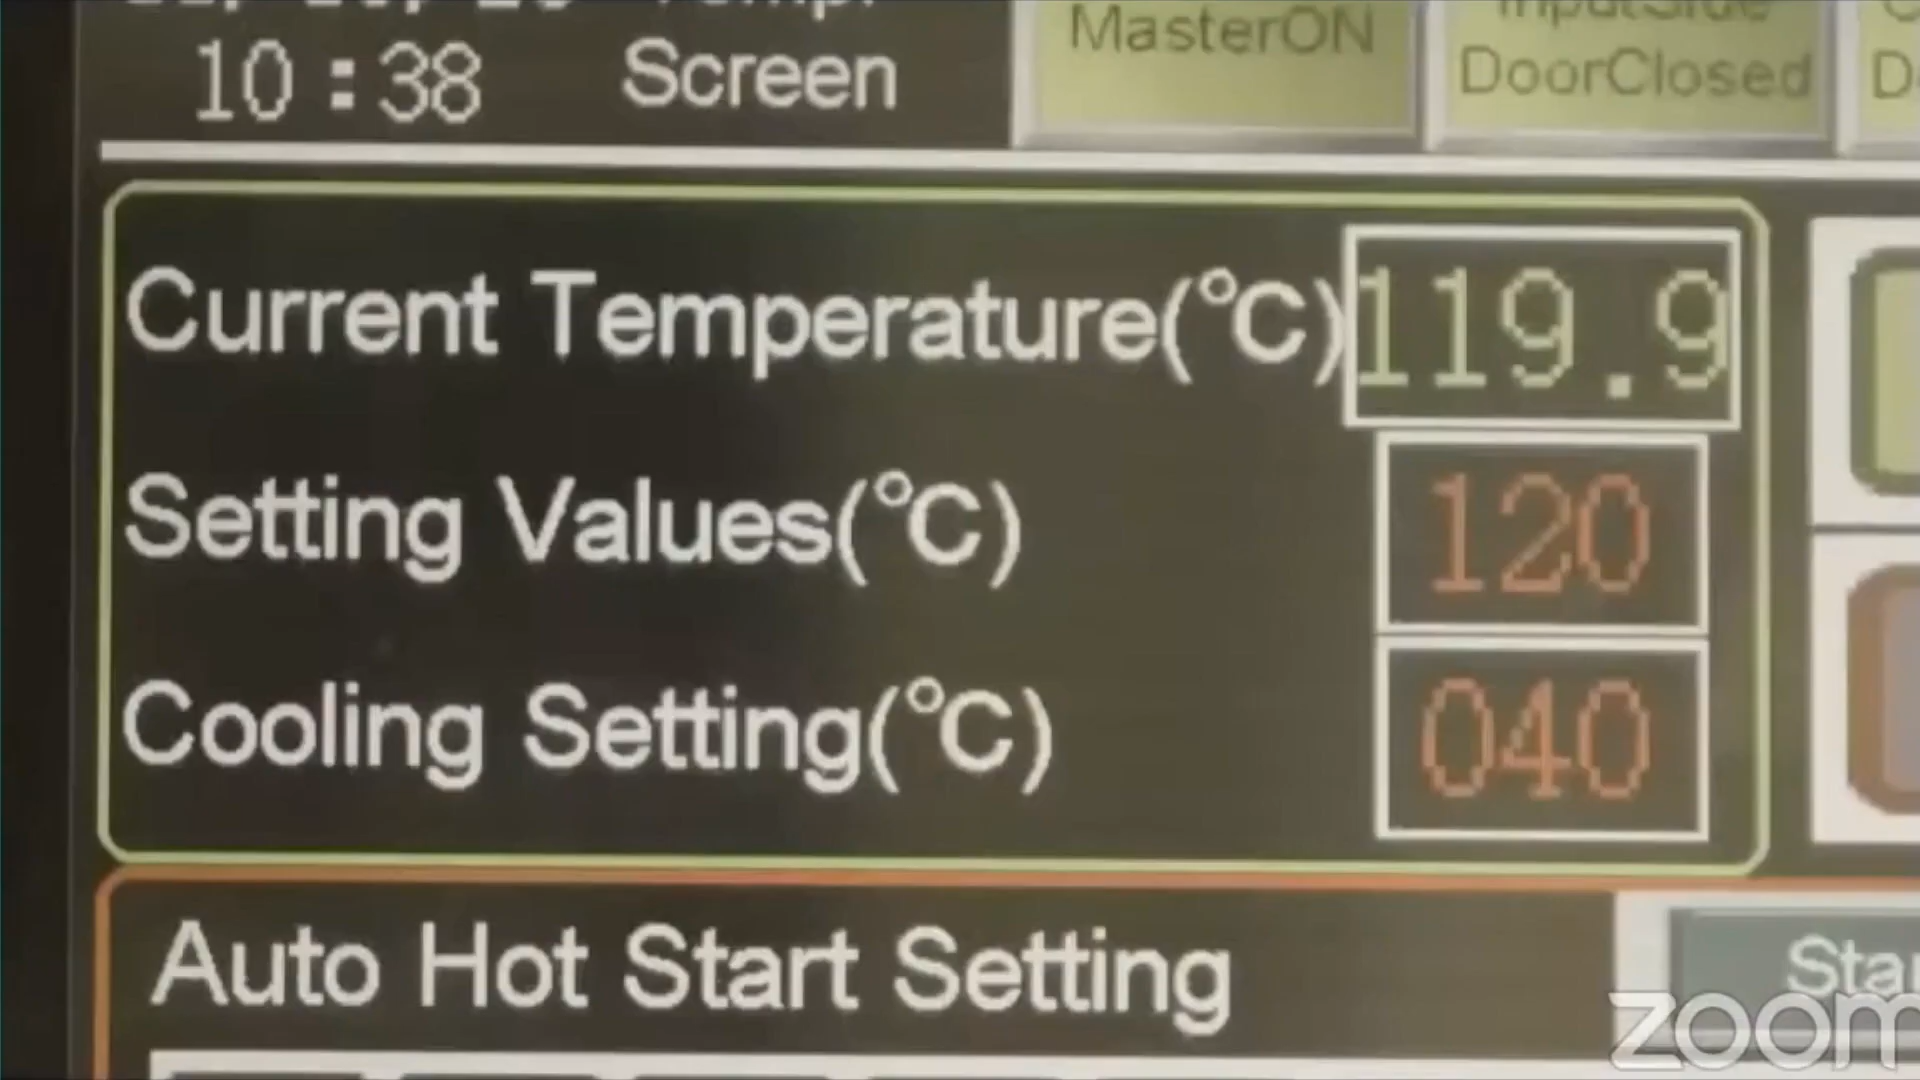 10:38 Screen
MasterON
DoorClosed
Current Temperature(°C) 119.9
Setting Values(°C) 120
Cooling Setting(°C) 040
Auto Hot Start Setting
zoom